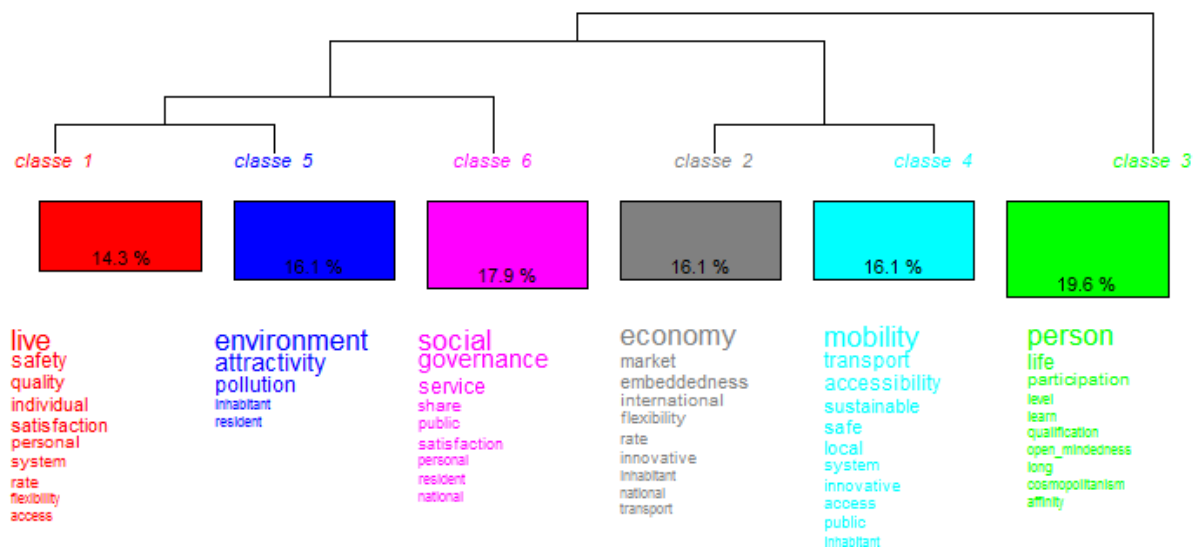 classe 1 classe 5 classe 6 classe 2 classe 4 classe 3
14.3 % 16.1 % 17.9 % 16.1 % 16.1 % 19.6 %
live
safety
quality
individual
satisfaction
personal
system
rate
flexibility
access
environment
attractivity
pollution
inhabitant
resident
social
governance
service
share
public
satisfaction
personal
resident
national
economy
market
embeddedness
international
flexibility
rate
innovative
inhabitant
national
transport
mobility
transport
accessibility
sustainable
safe
local
system
innovative
access
public
inhabitant
person
life
participation
level
learn
qualification
open_mindedness
long
cosmopolitanism
affinity